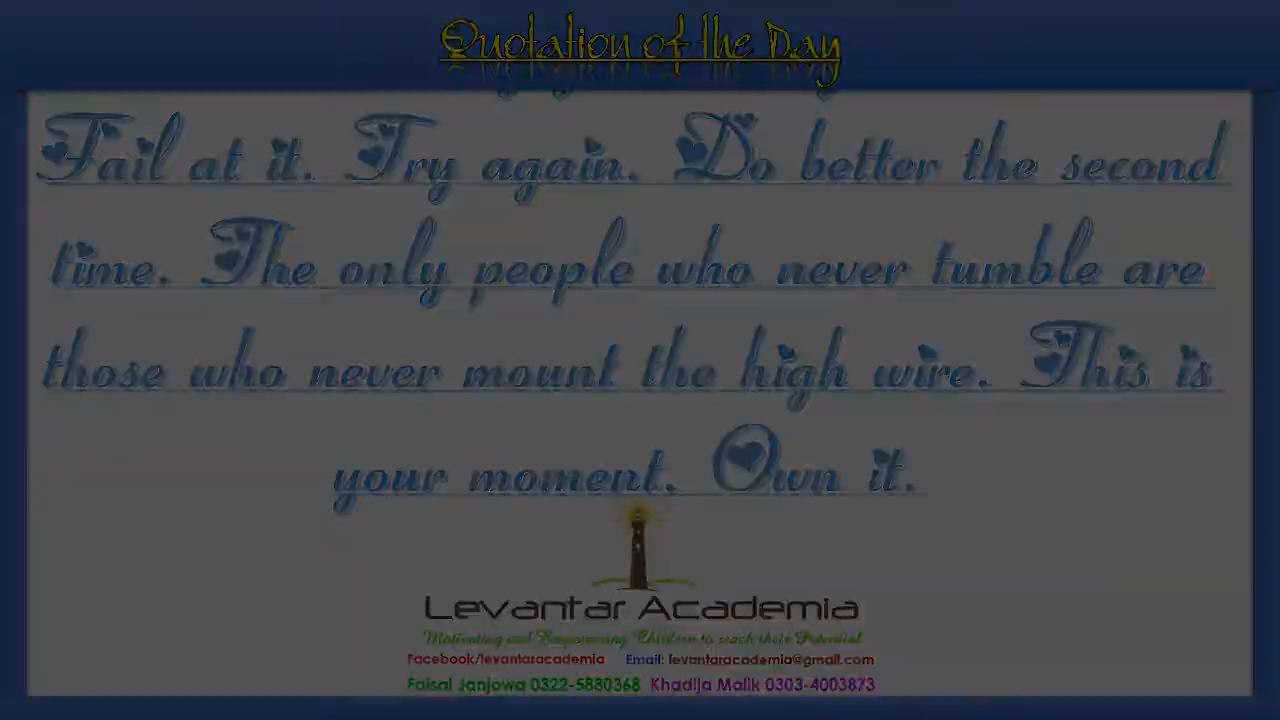 Quotation of the Day
Fail at it. Try again. Do better the second
time. The only people who never tumble are
those who never mount the high wire. This is
your moment. Own it.
Levantar Academia
Motivating and Empowering Children to reach their Potential
Facebook/levantaracademia Email: levantaracademia@gmail.com
Faisal Janjowa 0322-5880368 Khadija Malik 0303-4003873